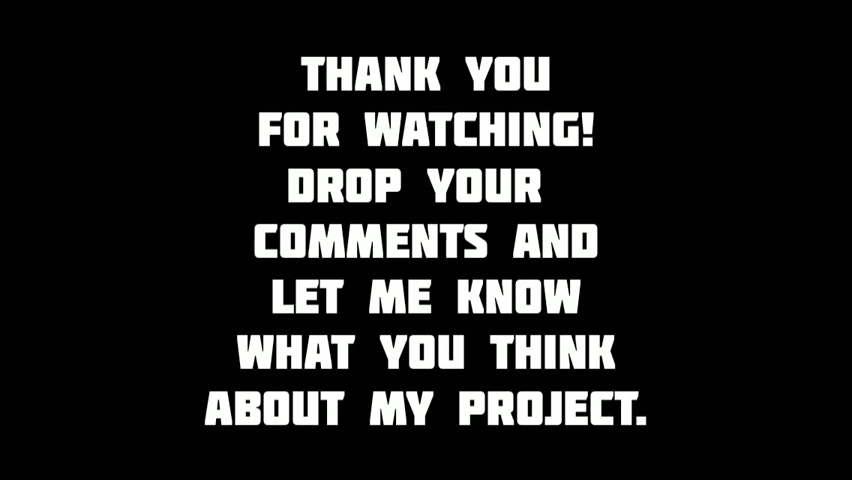 THANK YOU
FOR WATCHING!
DROP YOUR
COMMENTS AND
LET ME KNOW
WHAT YOU THINK
ABOUT MY PROJECT.